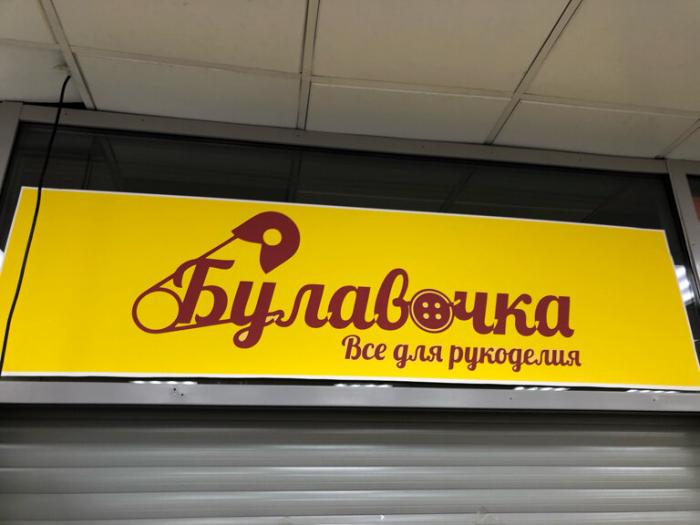 Булавочка
Все для рукоделия